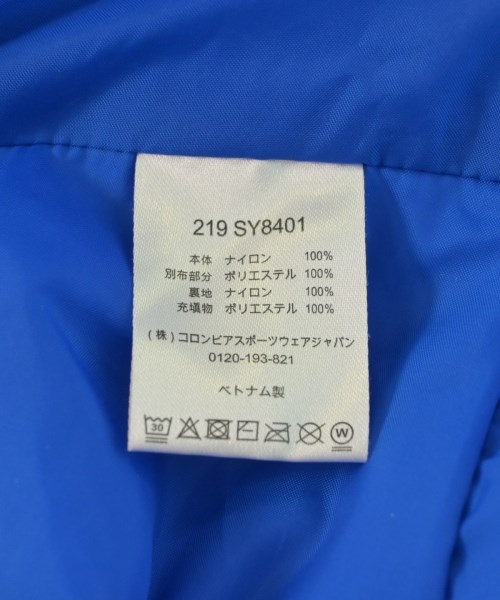 219 SY8401
本体 ナイロン 100%
別布部分 ポリエステル 100%
裏地 ナイロン 100%
充填物 ポリエステル 100%
(株)コロンビアスポーツウェアジャパン
0120-193-821
ベトナム製
30 W